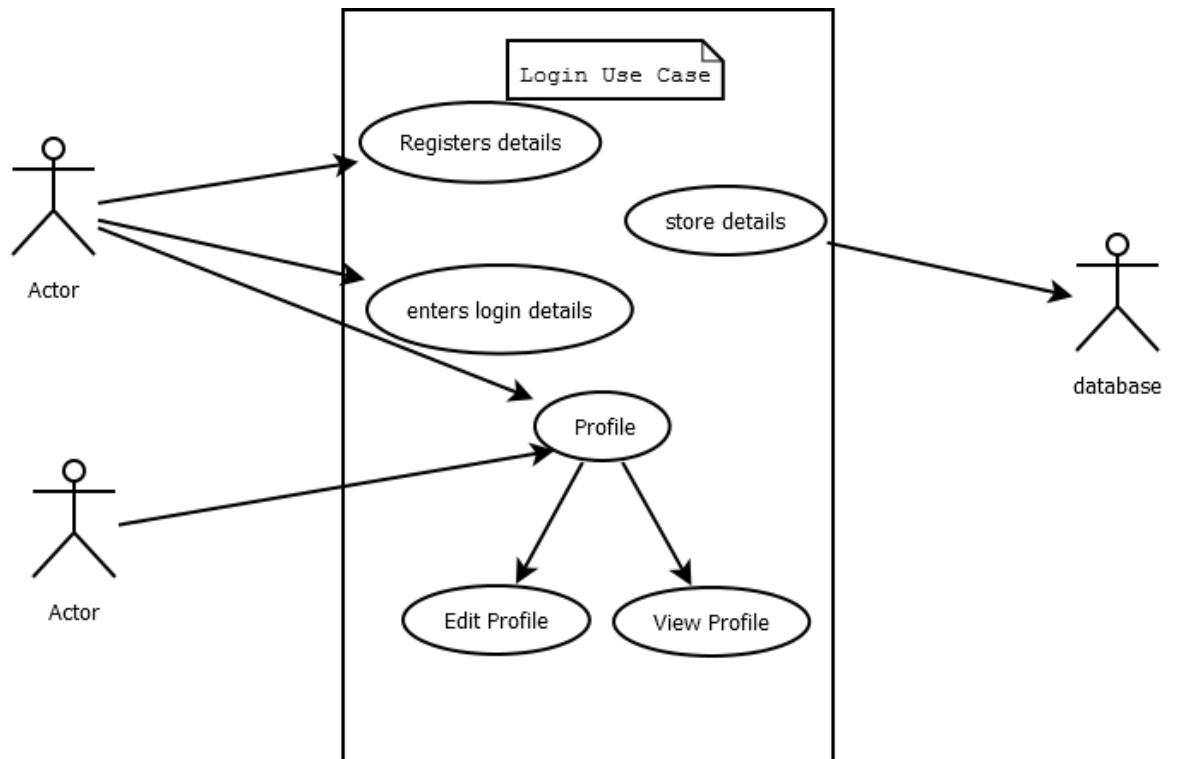 Login Use Case
Registers details
store details
Actor
enters login details
database
Profile
Actor
Edit Profile
View Profile